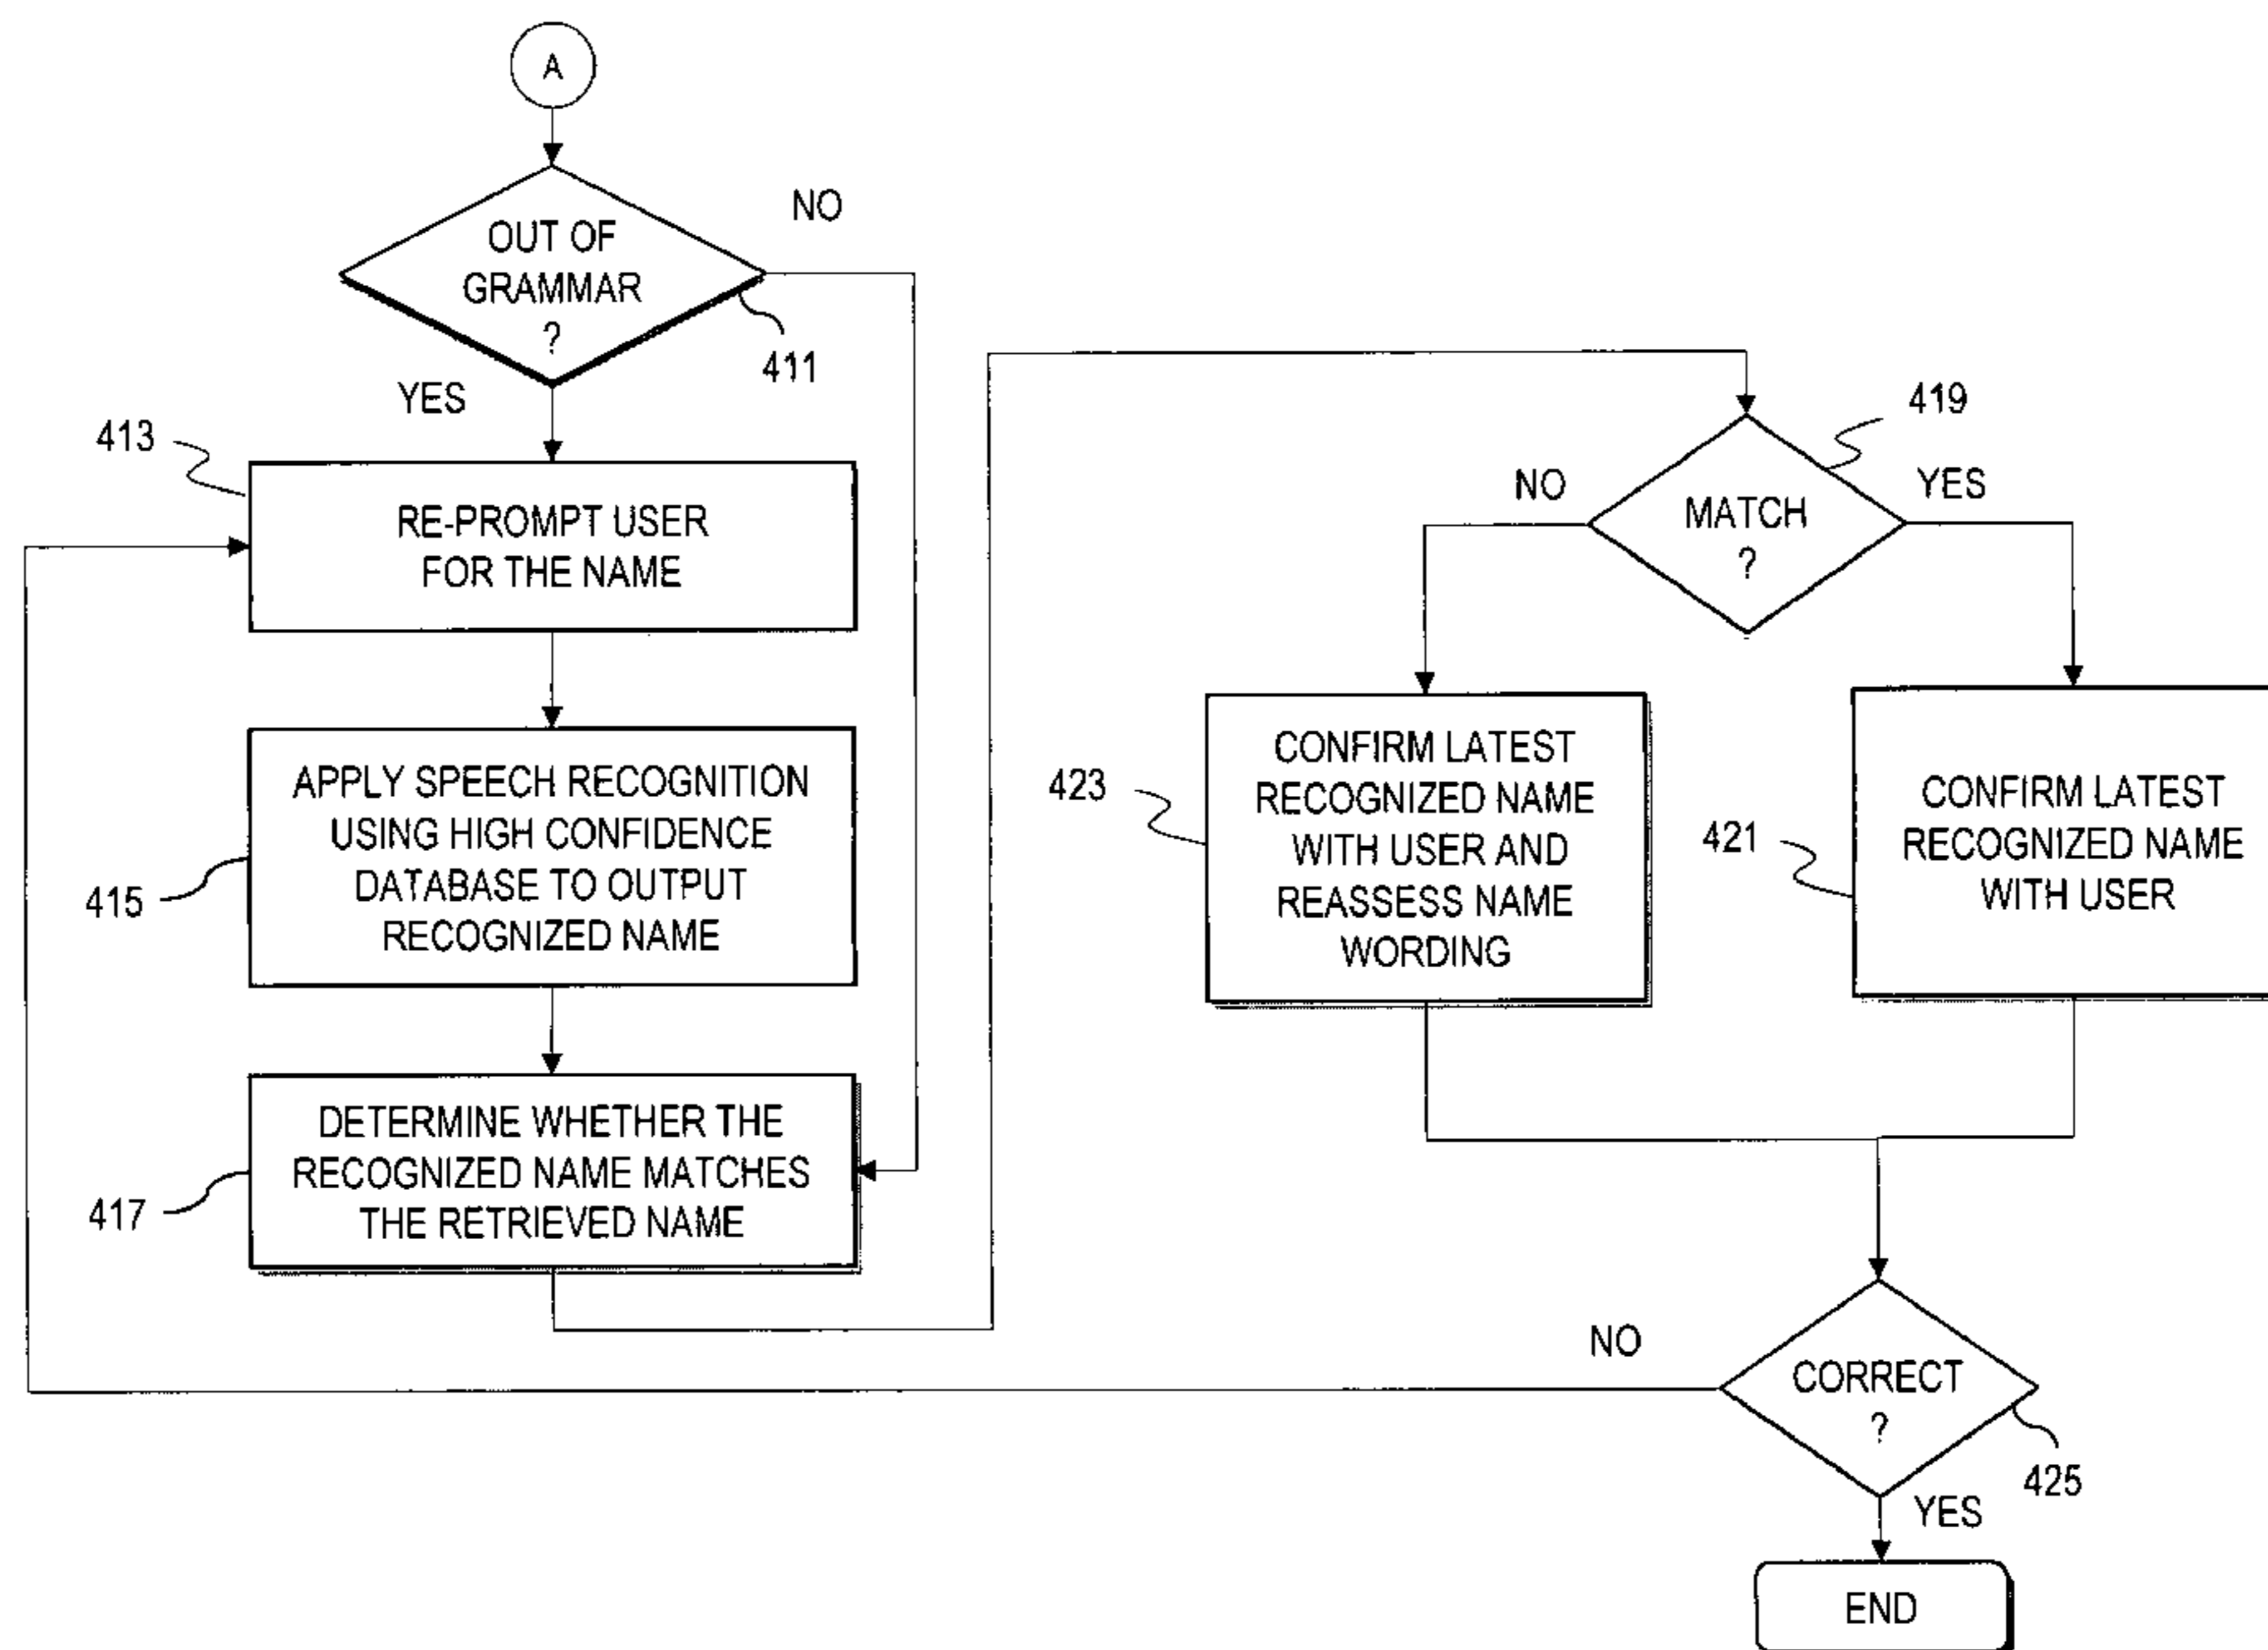 A
OUT OF
GRAMMAR
?
NO
411
YES
413
RE-PROMPT USER
FOR THE NAME
APPLY SPEECH RECOGNITION
USING HIGH CONFIDENCE
DATABASE TO OUTPUT
RECOGNIZED NAME
415
DETERMINE WHETHER THE
RECOGNIZED NAME MATCHES
THE RETRIEVED NAME
417
419
MATCH
?
NO
YES
CONFIRM LATEST
RECOGNIZED NAME
WITH USER AND
REASSESS NAME
WORDING
423
CONFIRM LATEST
RECOGNIZED NAME
WITH USER
421
NO
CORRECT
?
425
YES
END